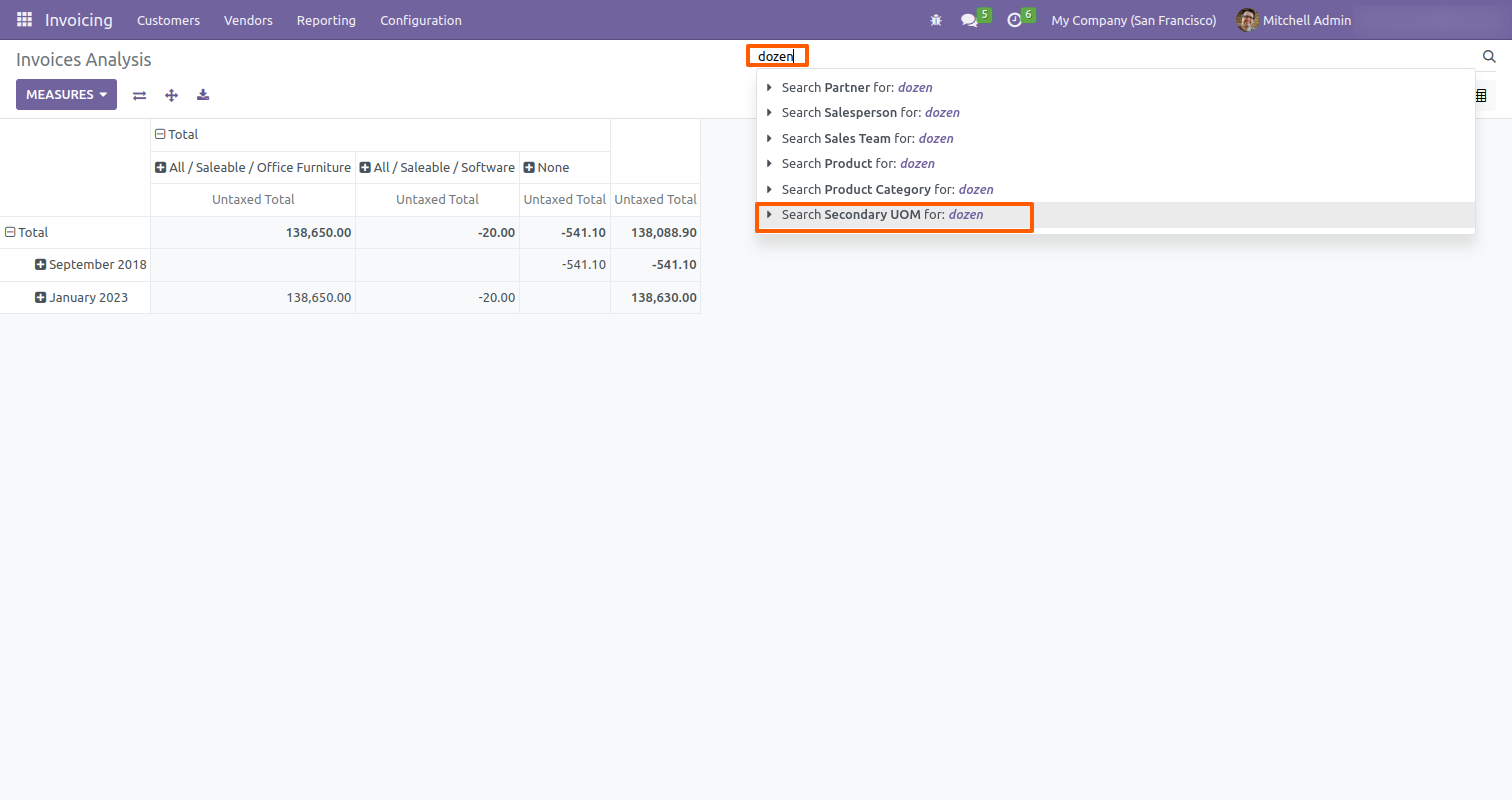 Invoicing Customers Vendors Reporting Configuration 5 6 My Company (San Francisco) Mitchell Admin
Invoices Analysis
dozen
MEASURES
Search Partner for: dozen
Search Salesperson for: dozen
Search Sales Team for: dozen
Search Product for: dozen
Search Product Category for: dozen
Search Secondary UOM for: dozen
Total
All / Saleable / Office Furniture All / Saleable / Software None
Untaxed Total Untaxed Total Untaxed Total Untaxed Total
Total 138,650.00 -20.00 -541.10 138,088.90
September 2018 -541.10 -541.10
January 2023 138,650.00 -20.00 138,630.00